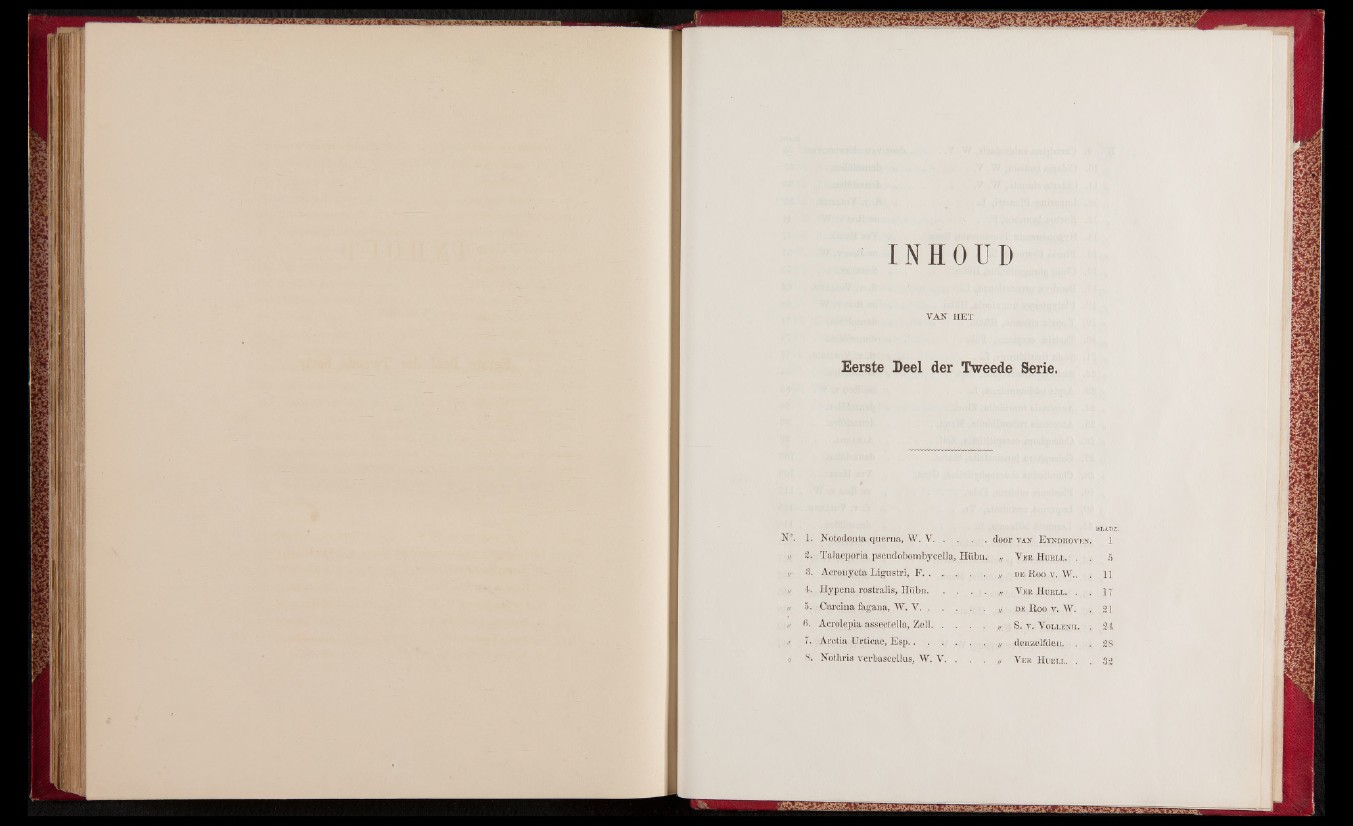 INHOUD
VAN HET
Eerste Deel der Tweede Serie.
BLADZ.
N°. 1. Notodonta querna, W. V. . . . . door VAN EYNDHOVEN. 1
„ 2. Talaeporia pseudobombycella, Hübn. „ VER HUELL. . . 5
„ 3. Acronycta Ligustri, F. . . . . . „ DE ROO V. W. . . 11
„ 4. Hypena rostralis, Hübn. . . . . „ VER HUELL. . . 17
„ 5. Carcina fagana, W. V. . . . . . „ DE ROO V. W. . 21
„ 6. Acrolepia assectella, Zell. . . . . „ S. V. VOLLENH. . 24
„ 7. Arctia Urticae, Esp. . . . . . . „ denzelfden. . . 28
„ 8. Nothris verbascellus, W. V. . . . „ VER HUELL. . . 32